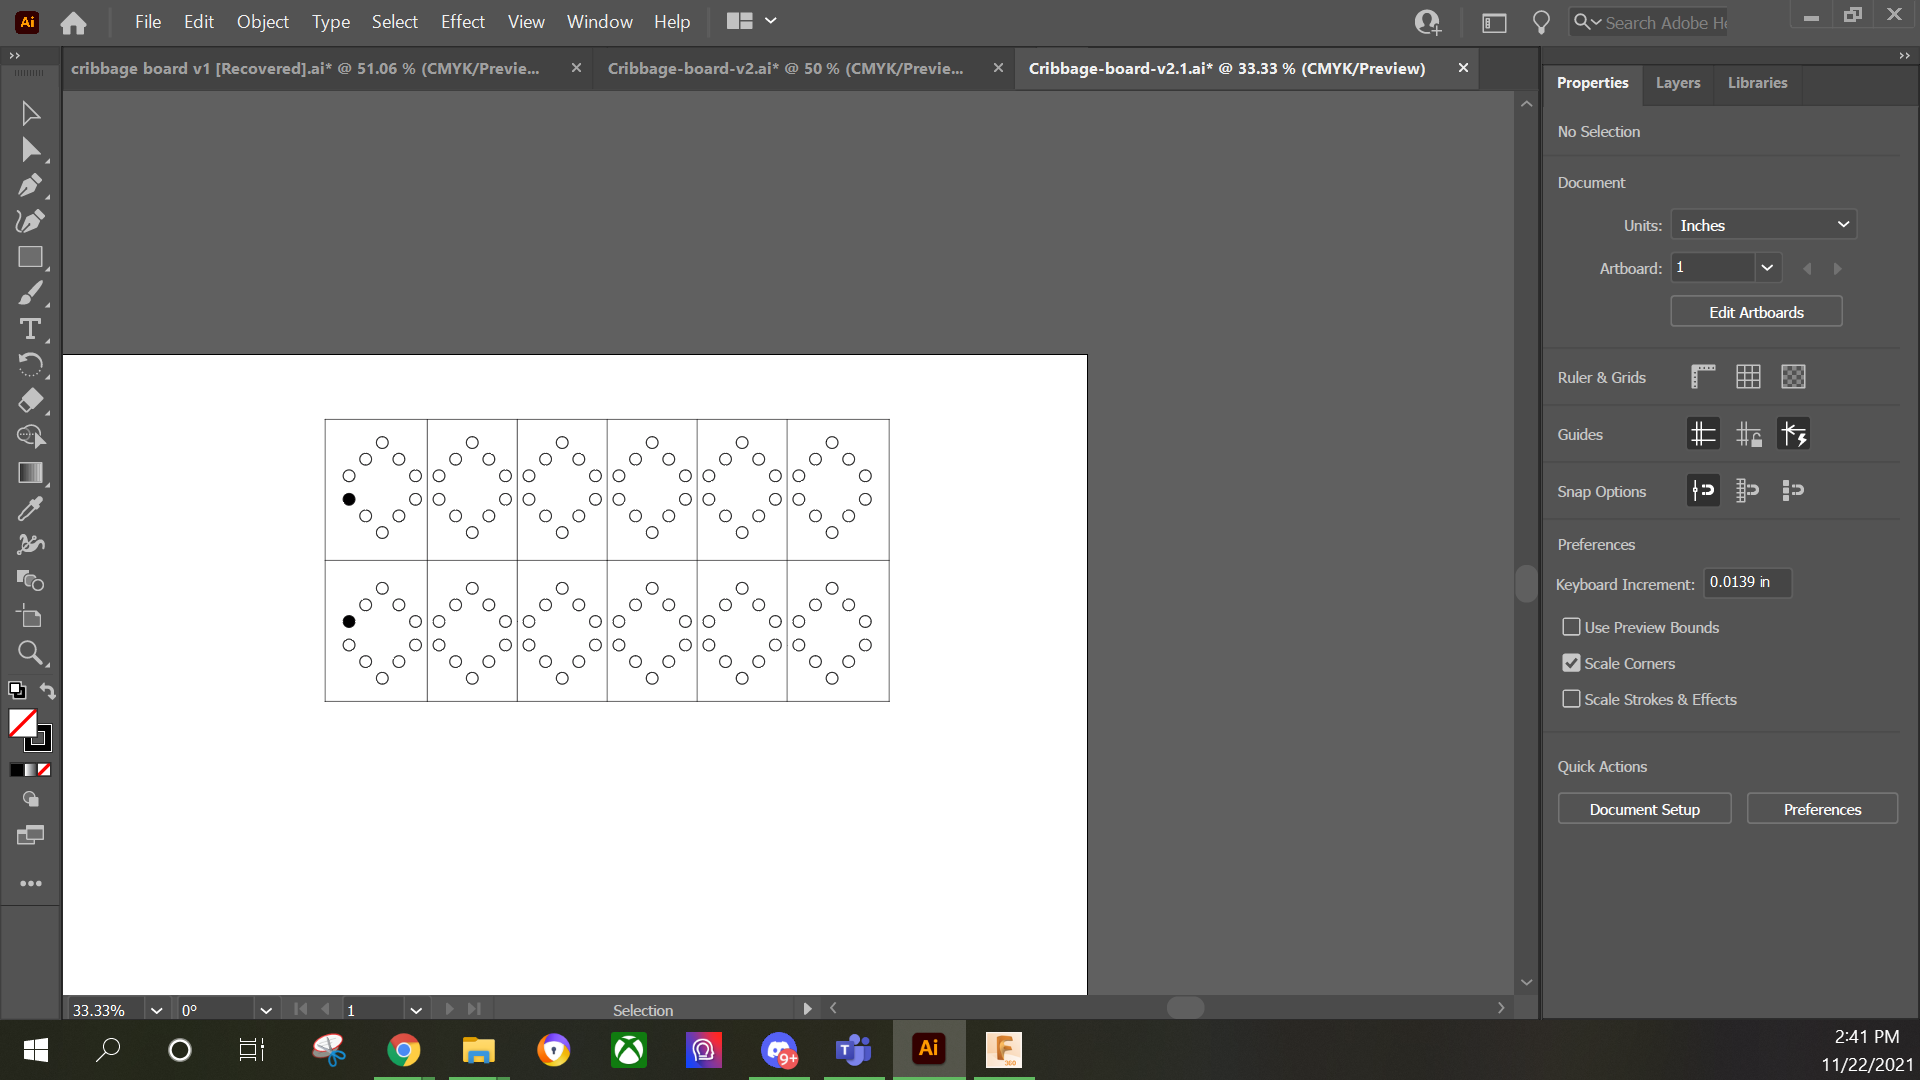 Ai File Edit Object Type Select Effect View Window Help Search Adobe He
cribbage board v1 [Recovered].ai* @ 51.06 % (CMYK/Previe...
Cribbage-board-v2.ai* @ 50 % (CMYK/Previe...
Cribbage-board-v2.1.ai* @ 33.33 % (CMYK/Preview)
Properties Layers Libraries
No Selection
Document
Units: Inches
Artboard: 1
Edit Artboards
Ruler & Grids
Guides
Snap Options
Preferences
Keyboard Increment: 0.0139 in
Use Preview Bounds
Scale Corners
Scale Strokes & Effects
Quick Actions
Document Setup Preferences
33.33% 0° 1 Selection
9+ Ai
2:41 PM
11/22/2021